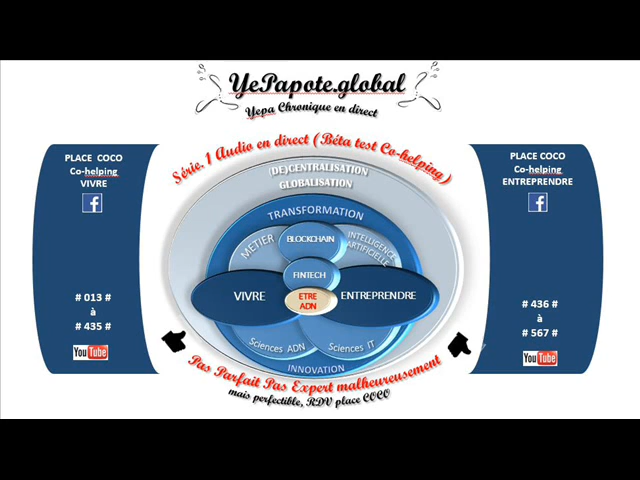 YePapote.global
Yepa Chronique en direct
Série, 1 Audio en direct (Béta test Co-helping)
PLACE COCO
Co-helping
VIVRE
# 013 #
à
# 435 #
YouTube
(DE)CENTRALISATION
GLOBALISATION
TRANSFORMATION
METIER
BLOCKCHAIN
INTELLIGENCE
ARTIFICIELLE
FINTECH
VIVRE
ETRE
ADN
ENTREPRENDRE
Sciences ADN
Sciences IT
INNOVATION
PLACE COCO
Co-helping
ENTREPRENDRE
# 436 #
à
# 567 #
YouTube
Pas Parfait Pas Expert malheureusement
mais perfectible, RDV place COCO